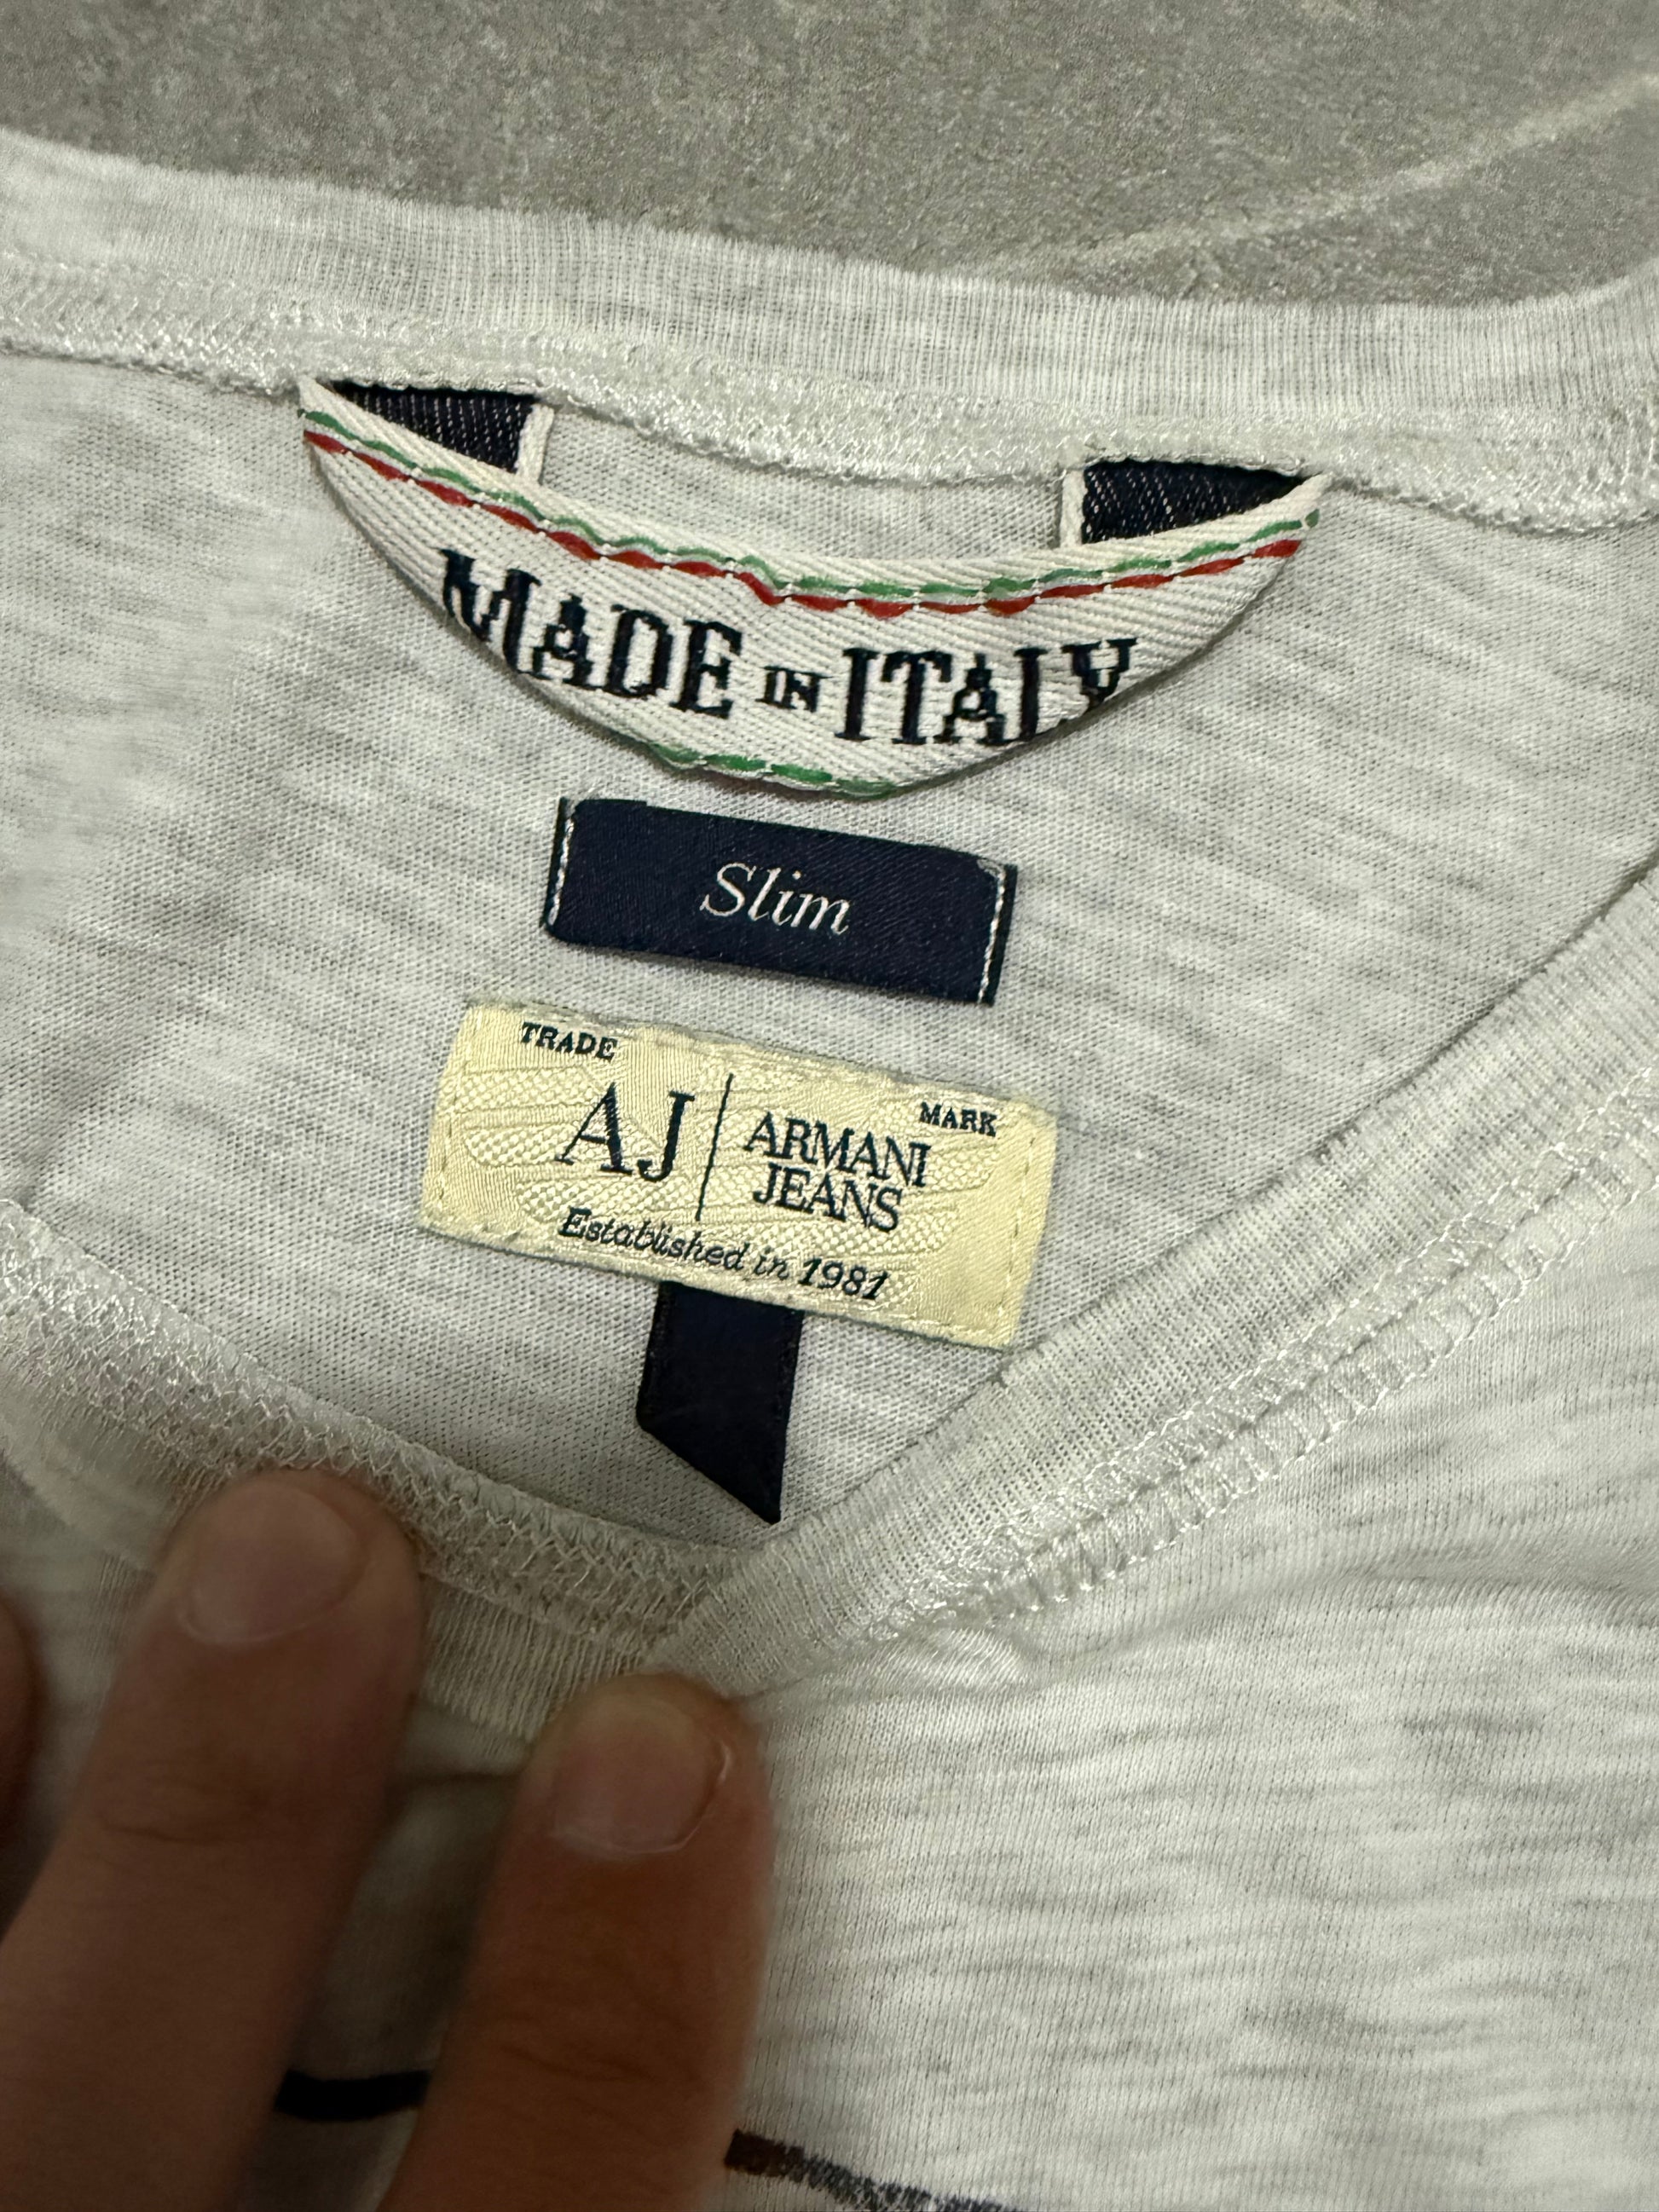 MADE IN ITALY
Slim
TRADE MARK
AJ | ARMANI
JEANS
Established in 1981